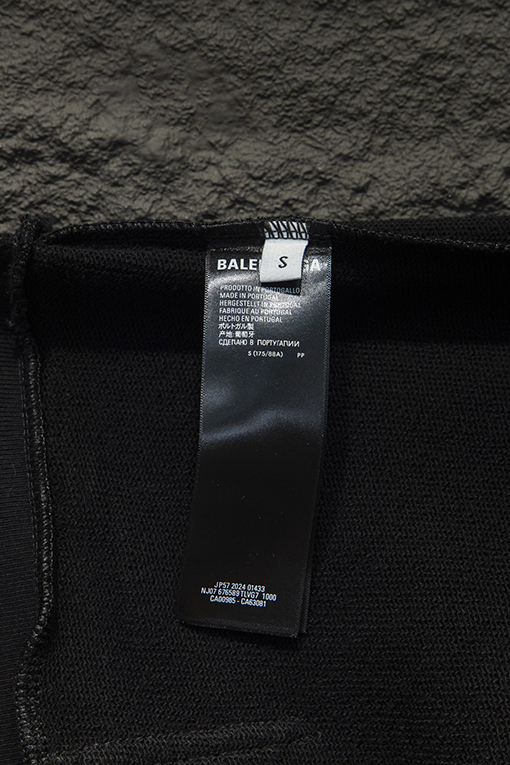 S
BALE GA
PRODOTTO IN PORTOGALLO
MADE IN PORTUGAL
HERGESTELLT IN PORTUGAL
FABRIQUE AU PORTUGAL
HECHO EN PORTUGAL
ポルトガル製
产地:葡萄牙
СДЕЛАНО В ПОРТУГАЛИИ
S (175/88A) PP
JP57 2024 01433
NJ07 676589 TLVG7 1000
CA00985 - CA63081